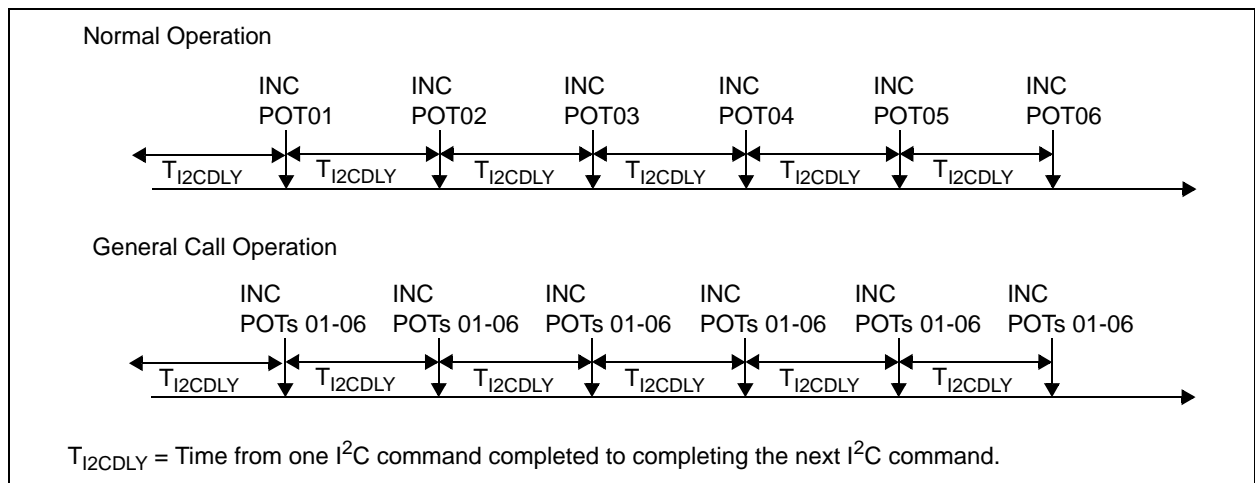 Normal Operation
INC INC INC INC INC INC
POT01 POT02 POT03 POT04 POT05 POT06
TI2CDLY TI2CDLY TI2CDLY TI2CDLY TI2CDLY TI2CDLY
General Call Operation
INC INC INC INC INC INC
POTs 01-06 POTs 01-06 POTs 01-06 POTs 01-06 POTs 01-06 POTs 01-06
TI2CDLY TI2CDLY TI2CDLY TI2CDLY TI2CDLY TI2CDLY
TI2CDLY = Time from one I²C command completed to completing the next I²C command.